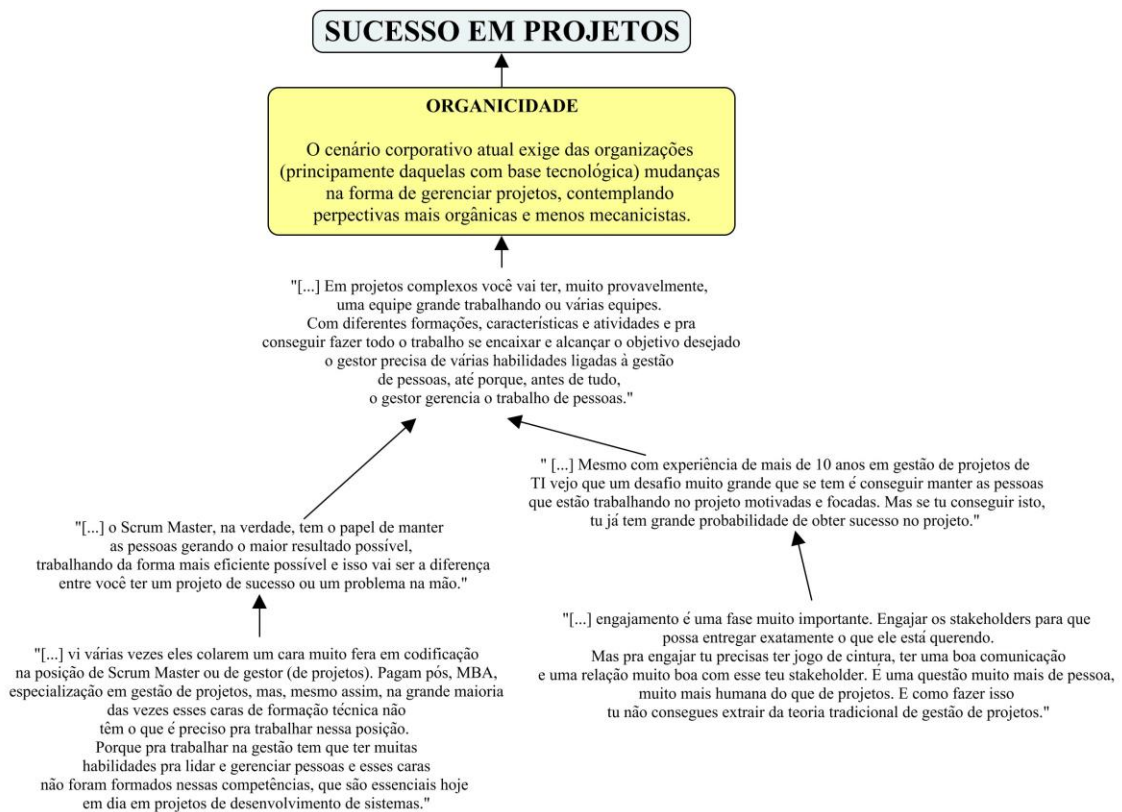 SUCESSO EM PROJETOS
ORGANICIDADE
O cenário corporativo atual exige das organizações
(principamente daquelas com base tecnológica) mudanças
na forma de gerenciar projetos, contemplando
perpectivas mais orgânicas e menos mecanicistas.
"[...] Em projetos complexos você vai ter, muito provavelmente,
uma equipe grande trabalhando ou várias equipes.
Com diferentes formações, características e atividades e pra
conseguir fazer todo o trabalho se encaixar e alcançar o objetivo desejado
o gestor precisa de várias habilidades ligadas à gestão
de pessoas, até porque, antes de tudo,
o gestor gerencia o trabalho de pessoas."
" [...] Mesmo com experiência de mais de 10 anos em gestão de projetos de
TI vejo que um desafio muito grande que se tem é conseguir manter as pessoas
que estão trabalhando no projeto motivadas e focadas. Mas se tu conseguir isto,
tu já tem grande probabilidade de obter sucesso no projeto."
"[...] o Scrum Master, na verdade, tem o papel de manter
as pessoas gerando o maior resultado possível,
trabalhando da forma mais eficiente possível e isso vai ser a diferença
entre você ter um projeto de sucesso ou um problema na mão."
"[...] engajamento é uma fase muito importante. Engajar os stakeholders para que
possa entregar exatamente o que ele está querendo.
Mas pra engajar tu precisas ter jogo de cintura, ter uma boa comunicação
e uma relação muito boa com esse teu stakeholder. É uma questão muito mais de pessoa,
muito mais humana do que de projetos. E como fazer isso
tu não consegues extrair da teoria tradicional de gestão de projetos."
"[...] vi várias vezes eles colarem um cara muito fera em codificação
na posição de Scrum Master ou de gestor (de projetos). Pagam pós, MBA,
especialização em gestão de projetos, mas, mesmo assim, na grande maioria
das vezes esses caras de formação técnica não
têm o que é preciso pra trabalhar nessa posição.
Porque pra trabalhar na gestão tem que ter muitas
habilidades pra lidar e gerenciar pessoas e esses caras
não foram formados nessas competências, que são essenciais hoje
em dia em projetos de desenvolvimento de sistemas."